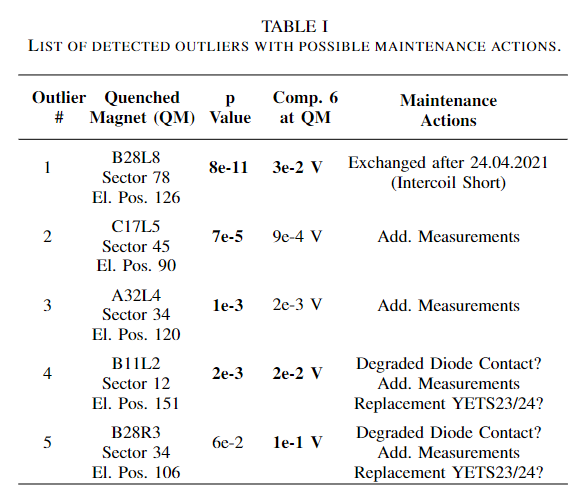 TABLE I
LIST OF DETECTED OUTLIERS WITH POSSIBLE MAINTENANCE ACTIONS.
Outlier # Quenched Magnet (QM) p Value Comp. 6 at QM Maintenance Actions
1 B28L8 8e-11 3e-2 V Exchanged after 24.04.2021
Sector 78 (Intercoil Short)
El. Pos. 126
2 C17L5 7e-5 9e-4 V Add. Measurements
Sector 45
El. Pos. 90
3 A32L4 1e-3 2e-3 V Add. Measurements
Sector 34
El. Pos. 120
4 B11L2 2e-3 2e-2 V Degraded Diode Contact?
Sector 12 Add. Measurements
El. Pos. 151 Replacement YETS23/24?
5 B28R3 6e-2 1e-1 V Degraded Diode Contact?
Sector 34 Add. Measurements
El. Pos. 106 Replacement YETS23/24?